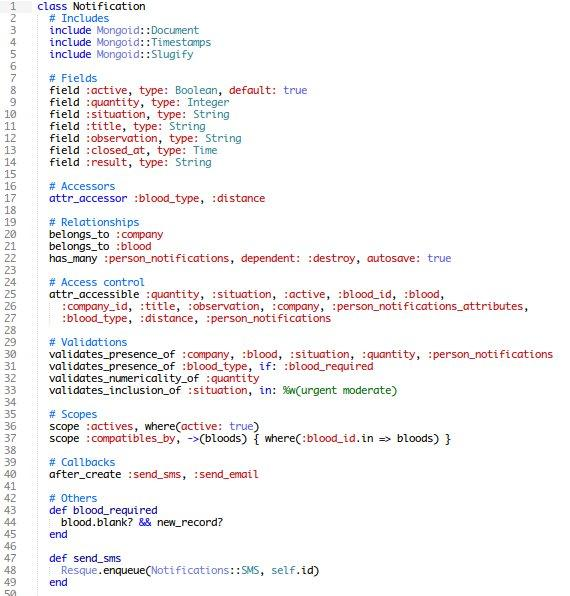 1 class Notification
2   # Includes
3   include Mongoid::Document
4   include Mongoid::Timestamps
5   include Mongoid::Slugify
6
7   # Fields
8   field :active, type: Boolean, default: true
9   field :quantity, type: Integer
10   field :situation, type: String
11   field :title, type: String
12   field :observation, type: String
13   field :closed_at, type: Time
14   field :result, type: String
15
16   # Accessors
17   attr_accessor :blood_type, :distance
18
19   # Relationships
20   belongs_to :company
21   belongs_to :blood
22   has_many :person_notifications, dependent: :destroy, autosave: true
23
24   # Access control
25   attr_accessible :quantity, :situation, :active, :blood_id, :blood,
26     :company_id, :title, :observation, :company, :person_notifications_attributes,
27     :blood_type, :distance, :person_notifications
28
29   # Validations
30   validates_presence_of :company, :blood, :situation, :quantity, :person_notifications
31   validates_presence_of :blood_type, if: :blood_required
32   validates_numericality_of :quantity
33   validates_inclusion_of :situation, in: %w(urgent moderate)
34
35   # Scopes
36   scope :actives, where(active: true)
37   scope :compatibles_by, ->(bloods) { where(:blood_id.in => bloods) }
38
39   # Callbacks
40   after_create :send_sms, :send_email
41
42   # Others
43   def blood_required
44     blood.blank? && new_record?
45   end
46
47   def send_sms
48     Resque.enqueue(Notifications::SMS, self.id)
49   end
50